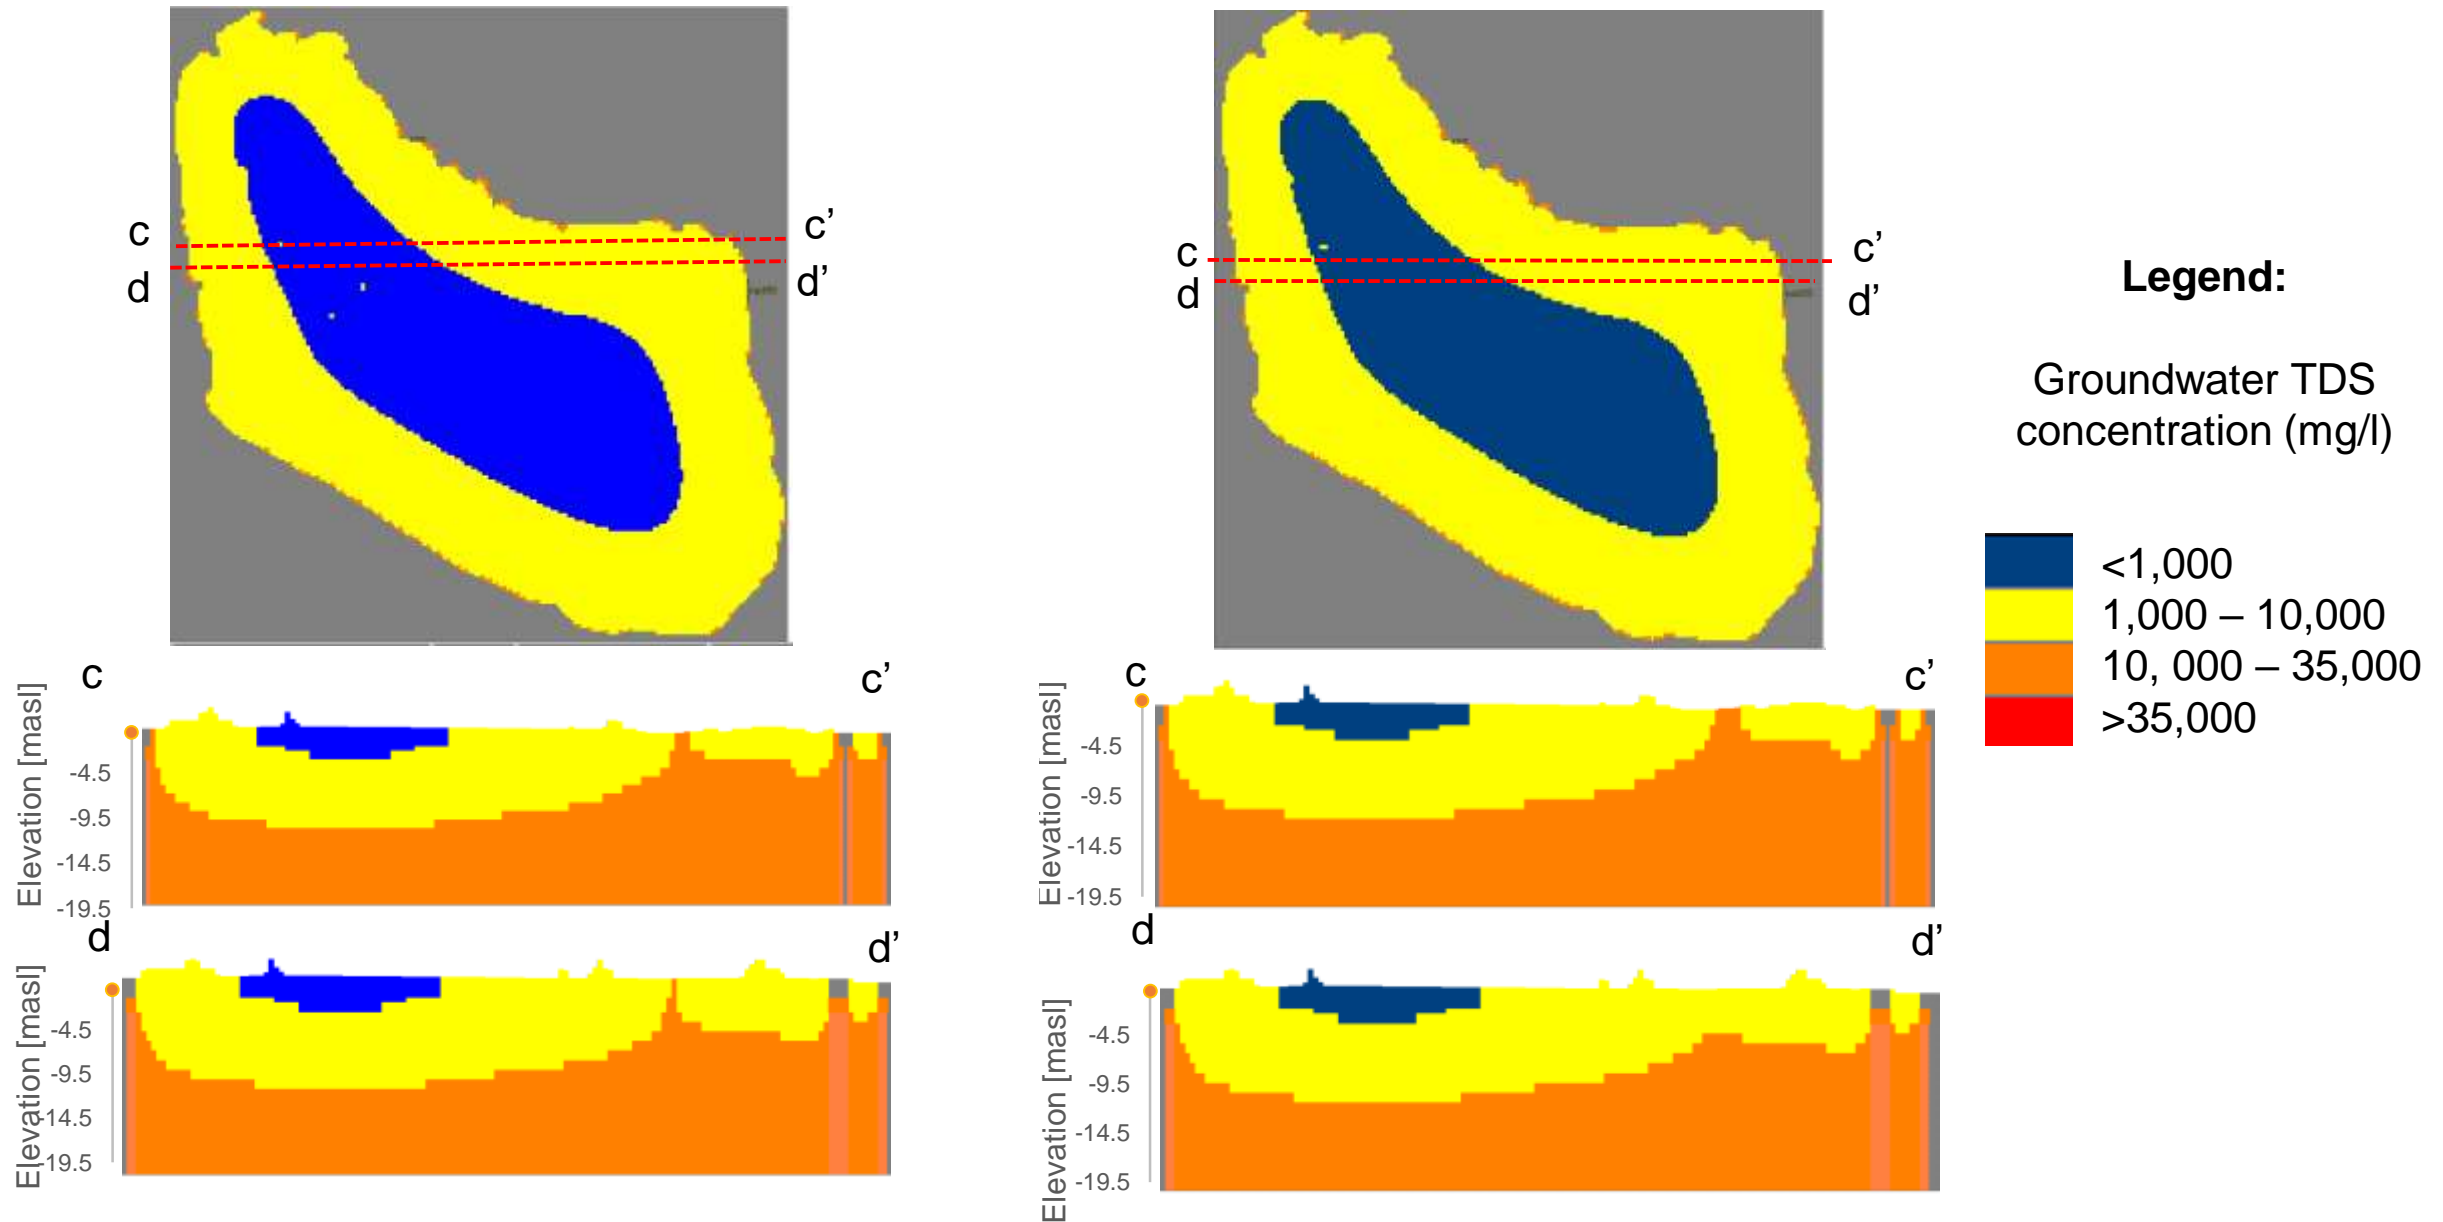 c
c’
d
d’
c
c’
d
d’
Legend:
Groundwater TDS
concentration (mg/l)
<1,000
1,000 – 10,000
10, 000 – 35,000
>35,000
c
c’
Elevation [masl]
-4.5
-9.5
-14.5
-19.5
d
d’
Elevation [masl]
-4.5
-9.5
-14.5
-19.5
c
c’
Elevation [masl]
-4.5
-9.5
-14.5
-19.5
d
d’
Elevation [masl]
-4.5
-9.5
-14.5
-19.5